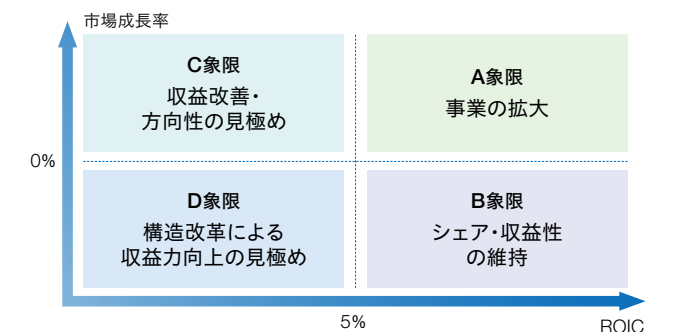 市場成長率
C象限
収益改善・
方向性の見極め
A象限
事業の拡大
0%
D象限
構造改革による
収益力向上の見極め
B象限
シェア・収益性
の維持
5%
ROIC